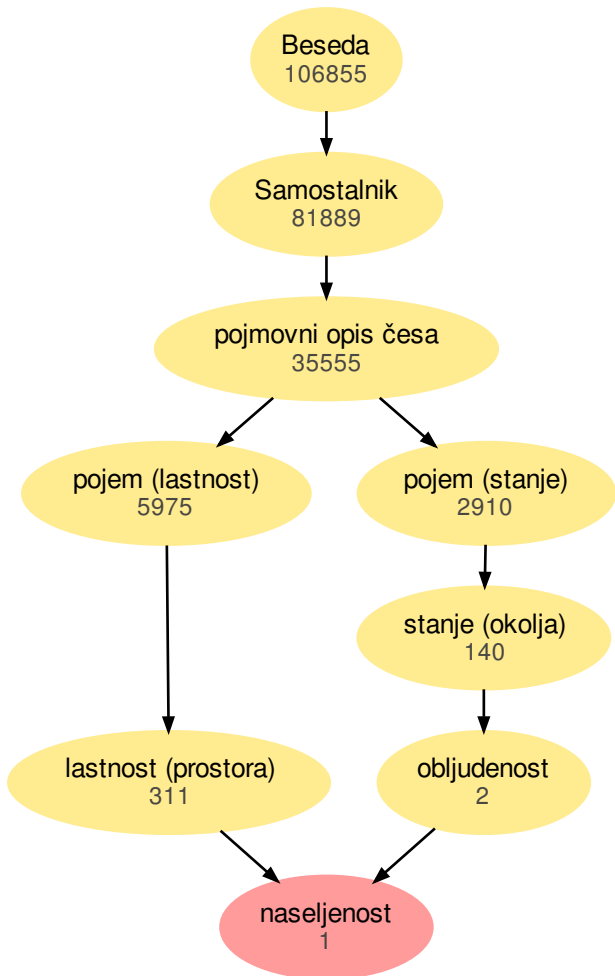 Beseda
106855
Samostalnik
81889
pojmovni opis česa
35555
pojem (lastnost)
5975
pojem (stanje)
2910
stanje (okolja)
140
lastnost (prostora)
311
obljudenost
2
naseljenost
1